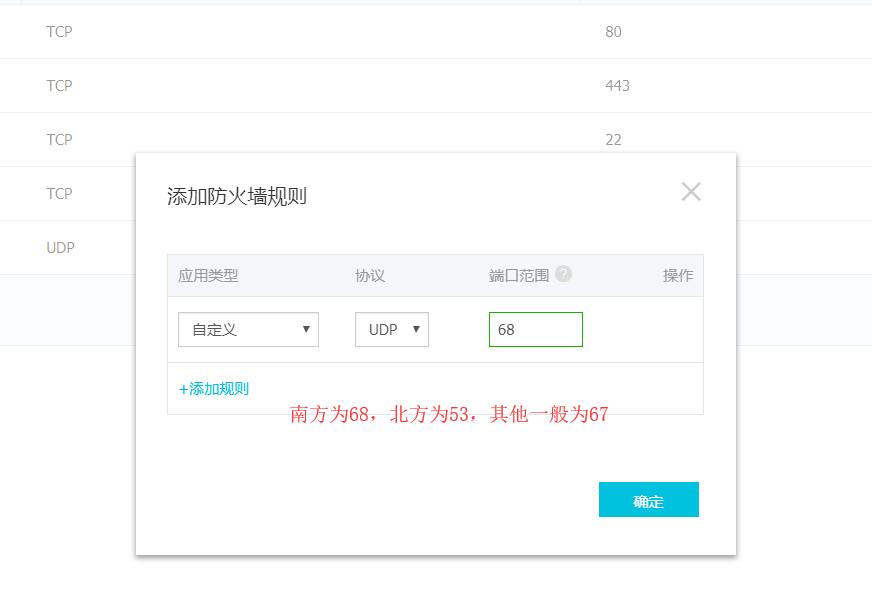 TCP 80
TCP 443
TCP 22
TCP
UDP
添加防火墙规则
应用类型 协议 端口范围 ? 操作
自定义 UDP 68
+添加规则
南方为68，北方为53，其他一般为67
确定